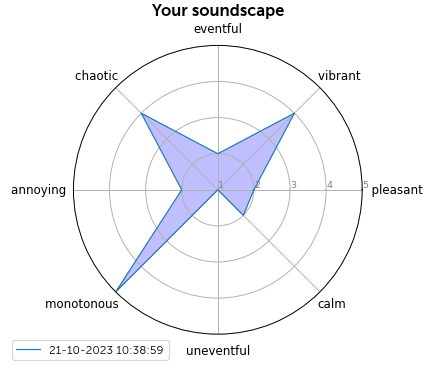 Your soundscape
eventful
chaotic
vibrant
annoying
1
2
3
4
5
pleasant
monotonous
calm
uneventful
21-10-2023 10:38:59